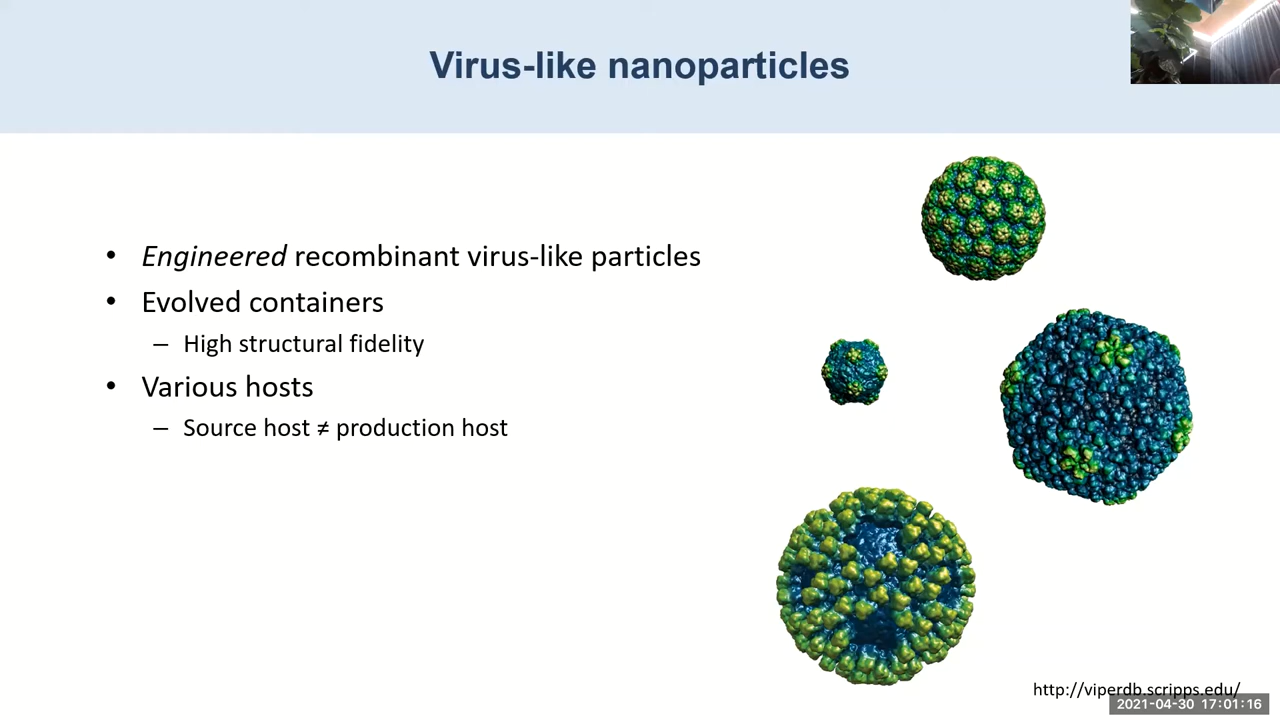 Virus-like nanoparticles
• Engineered recombinant virus-like particles
• Evolved containers
– High structural fidelity
• Various hosts
– Source host ≠ production host
http://viperdb.scripps.edu/
2021-04-30 17:01:16